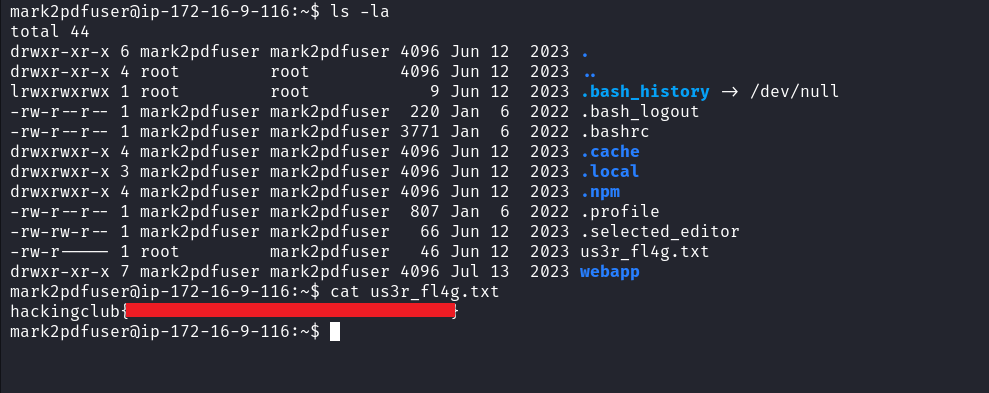 mark2pdfuser@ip-172-16-9-116:~$ ls -la
total 44
drwxr-xr-x 6 mark2pdfuser mark2pdfuser 4096 Jun 12  2023 .
drwxr-xr-x 4 root         root         4096 Jun 12  2023 ..
lrwxrwxrwx 1 root         root            9 Jun 12  2023 .bash_history -> /dev/null
-rw-r--r-- 1 mark2pdfuser mark2pdfuser  220 Jan  6  2022 .bash_logout
-rw-r--r-- 1 mark2pdfuser mark2pdfuser 3771 Jan  6  2022 .bashrc
drwxrwxr-x 4 mark2pdfuser mark2pdfuser 4096 Jun 12  2023 .cache
drwxrwxr-x 3 mark2pdfuser mark2pdfuser 4096 Jun 12  2023 .local
drwxrwxr-x 4 mark2pdfuser mark2pdfuser 4096 Jun 12  2023 .npm
-rw-r--r-- 1 mark2pdfuser mark2pdfuser  807 Jan  6  2022 .profile
-rw-rw-r-- 1 mark2pdfuser mark2pdfuser   66 Jun 12  2023 .selected_editor
-rw-r----- 1 root         mark2pdfuser   46 Jun 12  2023 us3r_fl4g.txt
drwxr-xr-x 7 mark2pdfuser mark2pdfuser 4096 Jul 13  2023 webapp
mark2pdfuser@ip-172-16-9-116:~$ cat us3r_fl4g.txt
hackingclub{ }
mark2pdfuser@ip-172-16-9-116:~$